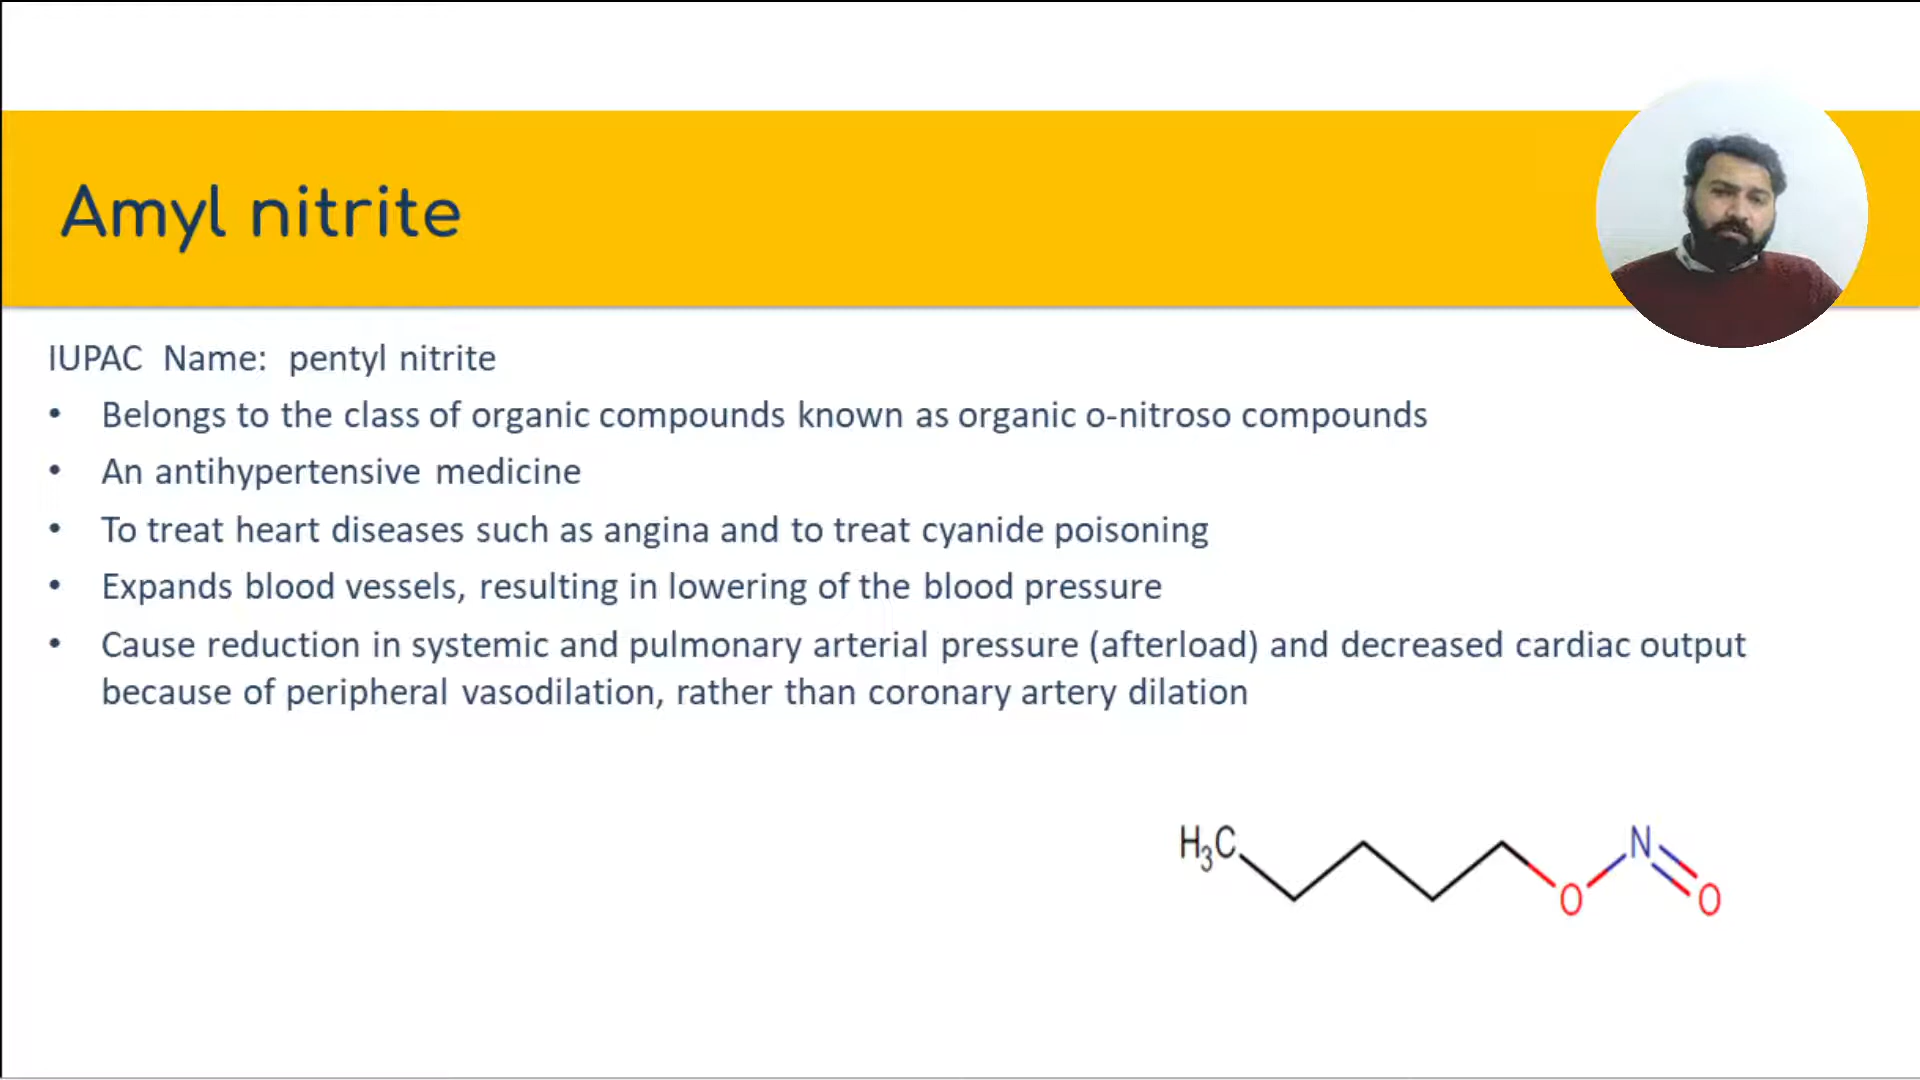 Amyl nitrite
IUPAC Name: pentyl nitrite
• Belongs to the class of organic compounds known as organic o-nitroso compounds
• An antihypertensive medicine
• To treat heart diseases such as angina and to treat cyanide poisoning
• Expands blood vessels, resulting in lowering of the blood pressure
• Cause reduction in systemic and pulmonary arterial pressure (afterload) and decreased cardiac output
because of peripheral vasodilation, rather than coronary artery dilation
H₃C N
O O